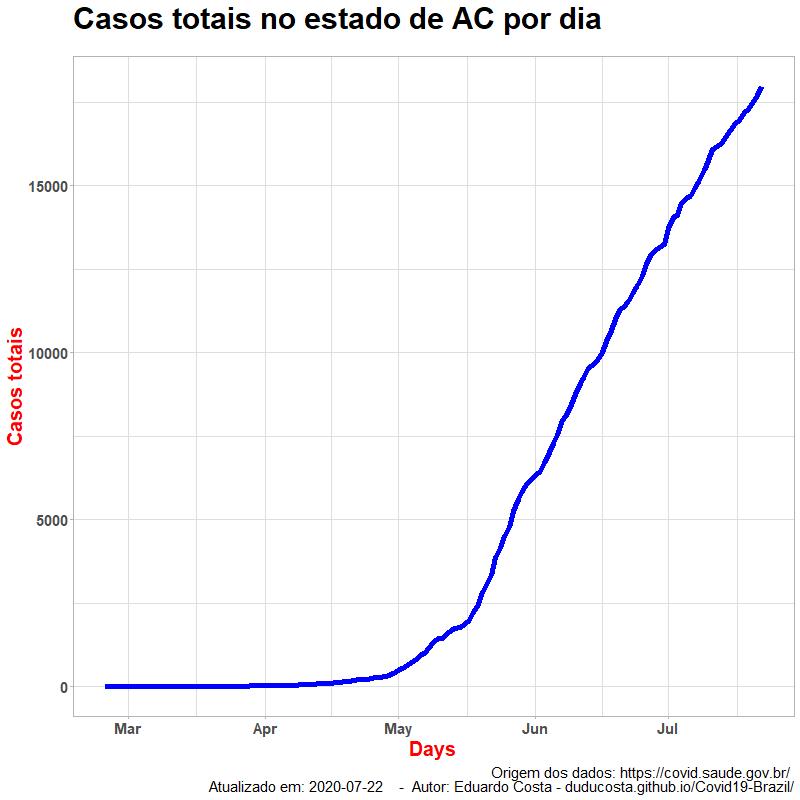 Casos totais no estado de AC por dia
Casos totais
15000
10000
5000
0
Mar Apr May Jun Jul
Days
Origem dos dados: https://covid.saude.gov.br/
Atualizado em: 2020-07-22 - Autor: Eduardo Costa - duducosta.github.io/Covid19-Brazil/